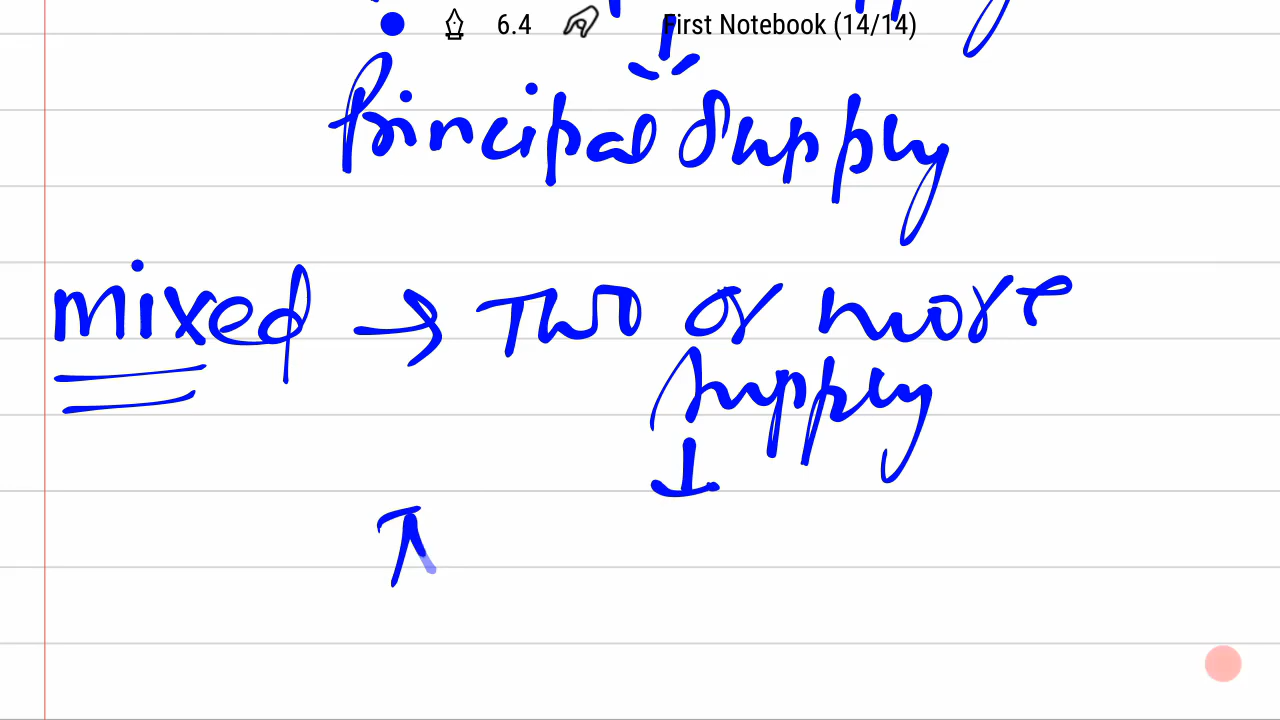 6.4 First Notebook (14/14)
Principal Supply
mixed → Two or more
supply